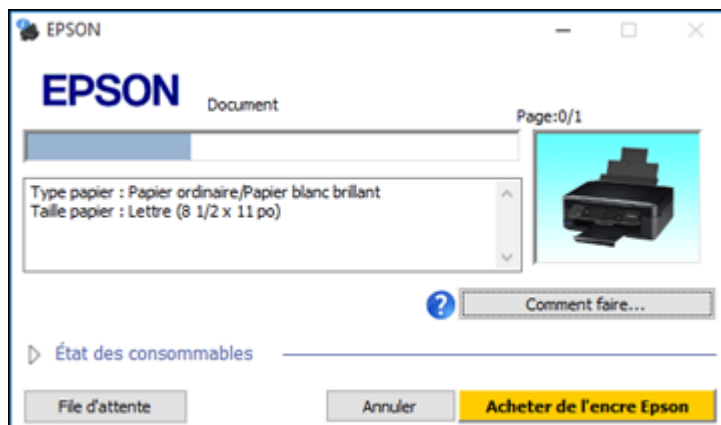 EPSON
EPSON
Document
Page:0/1
Type papier : Papier ordinaire/Papier blanc brillant
Taille papier : Lettre (8 1/2 x 11 po)
?
Comment faire...
État des consommables
File d'attente
Annuler
Acheter de l'encre Epson